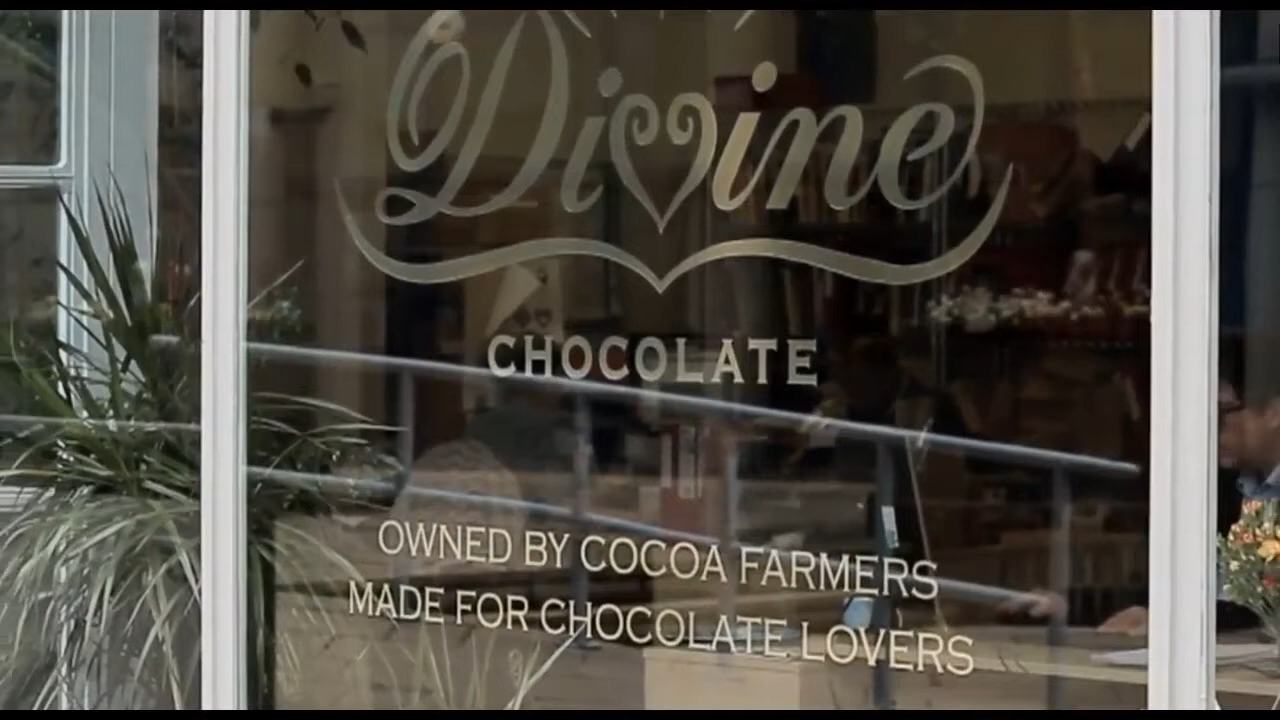 Divine
CHOCOLATE
OWNED BY COCOA FARMERS
MADE FOR CHOCOLATE LOVERS